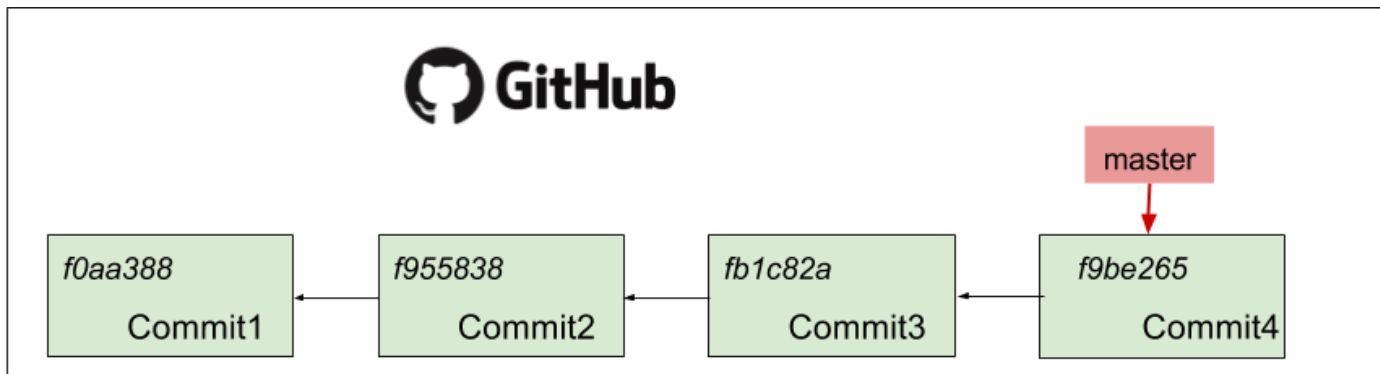 GitHub
master
f0aa388
Commit1
f955838
Commit2
fb1c82a
Commit3
f9be265
Commit4